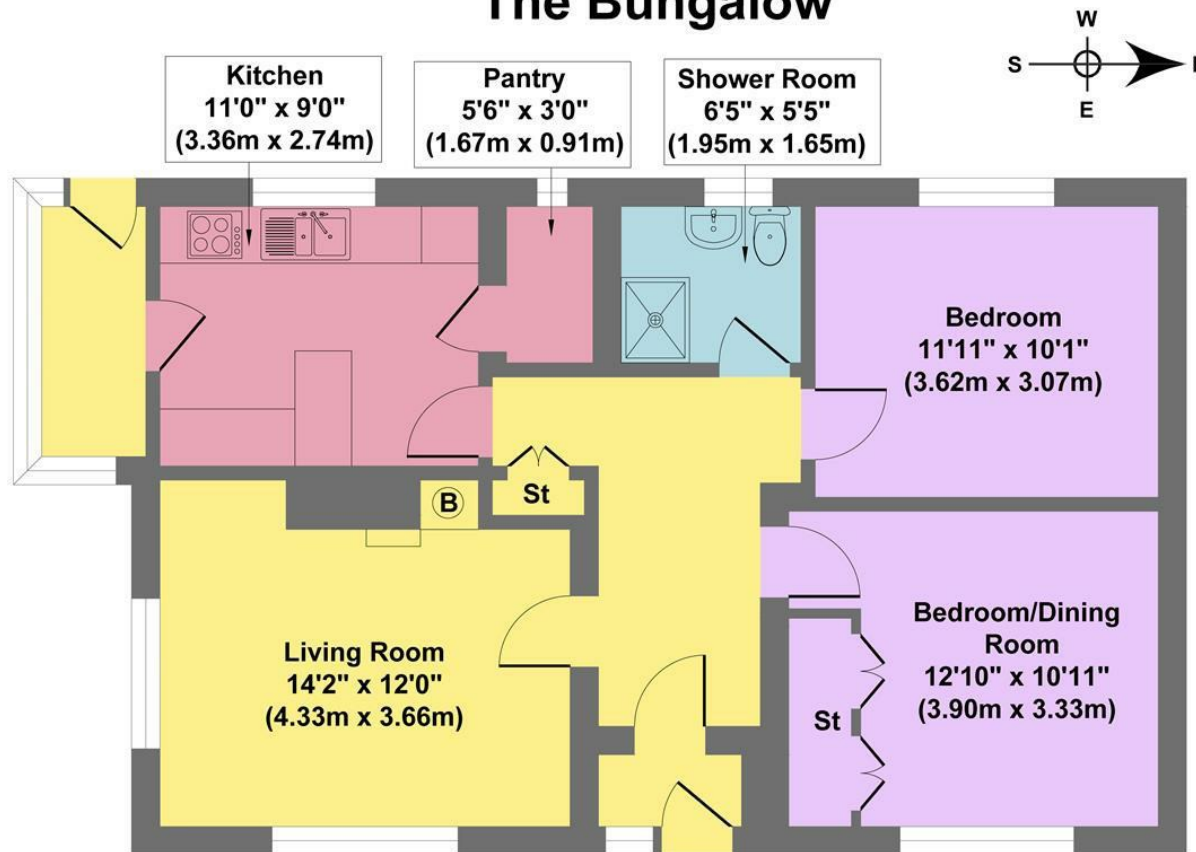 The Bungalow
W
S
E
Kitchen
11'0" x 9'0"
(3.36m x 2.74m)
Pantry
5'6" x 3'0"
(1.67m x 0.91m)
Shower Room
6'5" x 5'5"
(1.95m x 1.65m)
Bedroom
11'11" x 10'1"
(3.62m x 3.07m)
St
B
Living Room
14'2" x 12'0"
(4.33m x 3.66m)
Bedroom/Dining
Room
12'10" x 10'11"
(3.90m x 3.33m)
St